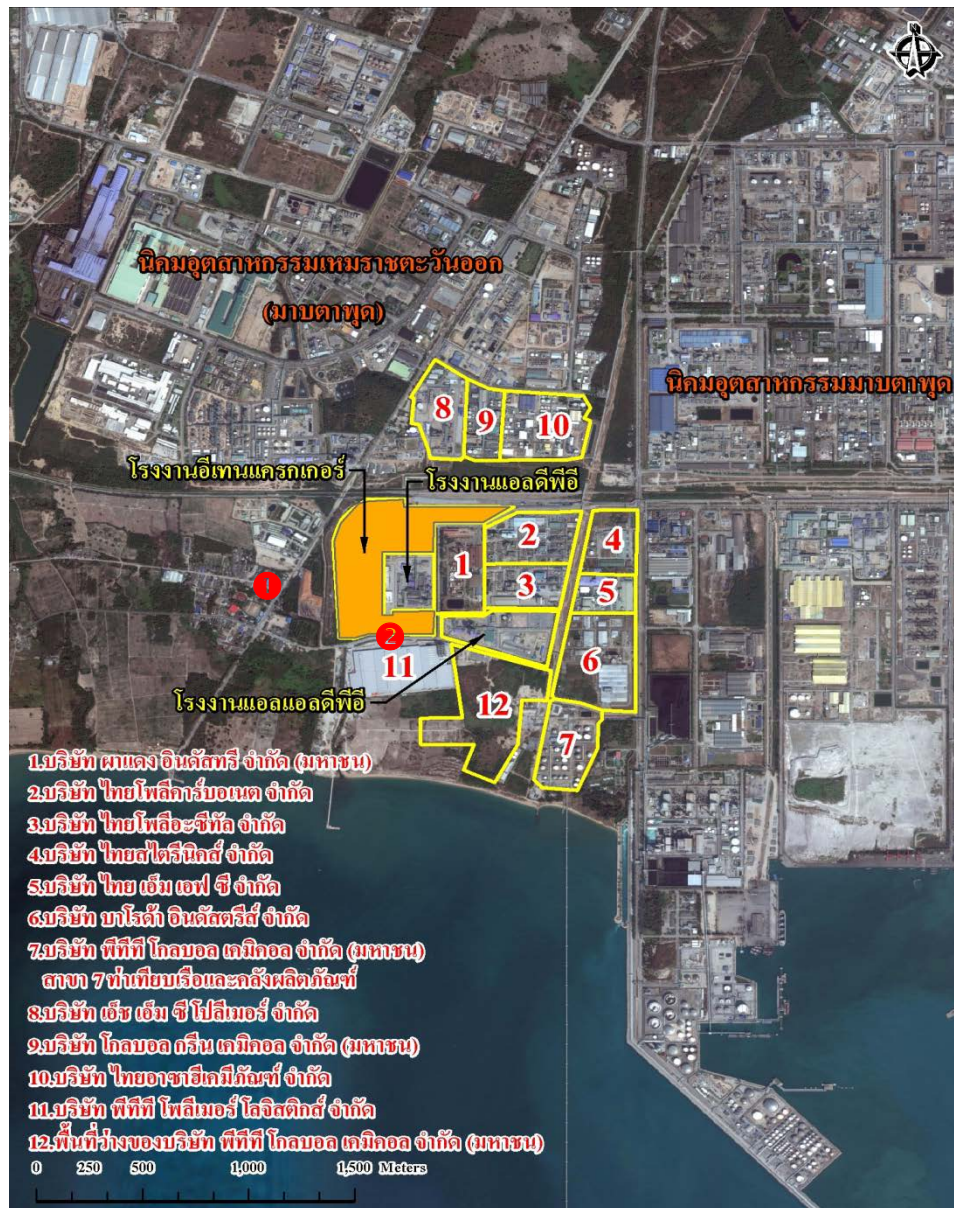 นิคมอุตสาหกรรมเหมราชตะวันออก
(มาบตาพุด)
นิคมอุตสาหกรรมมาบตาพุด
8
9
10
โรงงานอีเทนแครกเกอร์
โรงงานแอลดีพีอี
2
4
1
1
3
5
2
11
6
โรงงานแอลแอลดีพีอี
12
7
1.บริษัท ผาแดง อินดัสทรี จำกัด (มหาชน)
2.บริษัท ไทยโพลีคาร์บอเนต จำกัด
3.บริษัท ไทยโพลีอะซีทัล จำกัด
4.บริษัท ไทยสไตรีนิคส์ จำกัด
5.บริษัท ไทย เอ็ม เอฟ ซี จำกัด
6.บริษัท บาโรด้า อินดัสตรีส์ จำกัด
7.บริษัท พีทีที โกลบอล เคมิคอล จำกัด (มหาชน)
สาขา 7 ท่าเทียบเรือและคลังผลิตภัณฑ์
8.บริษัท เอ็ช เอ็ม ซี โปลีเมอร์ จำกัด
9.บริษัท โกลบอล กรีน เคมิคอล จำกัด (มหาชน)
10.บริษัท ไทยอาซาฮีเคมีภัณฑ์ จำกัด
11.บริษัท พีทีที โพลีเมอร์ โลจิสติกส์ จำกัด
12.พื้นที่ว่างของบริษัท พีทีที โกลบอล เคมิคอล จำกัด (มหาชน)
0 250 500 1,000 1,500 Meters